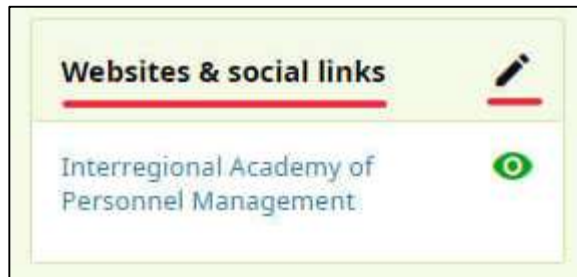 Websites & social links
Interregional Academy of
Personnel Management